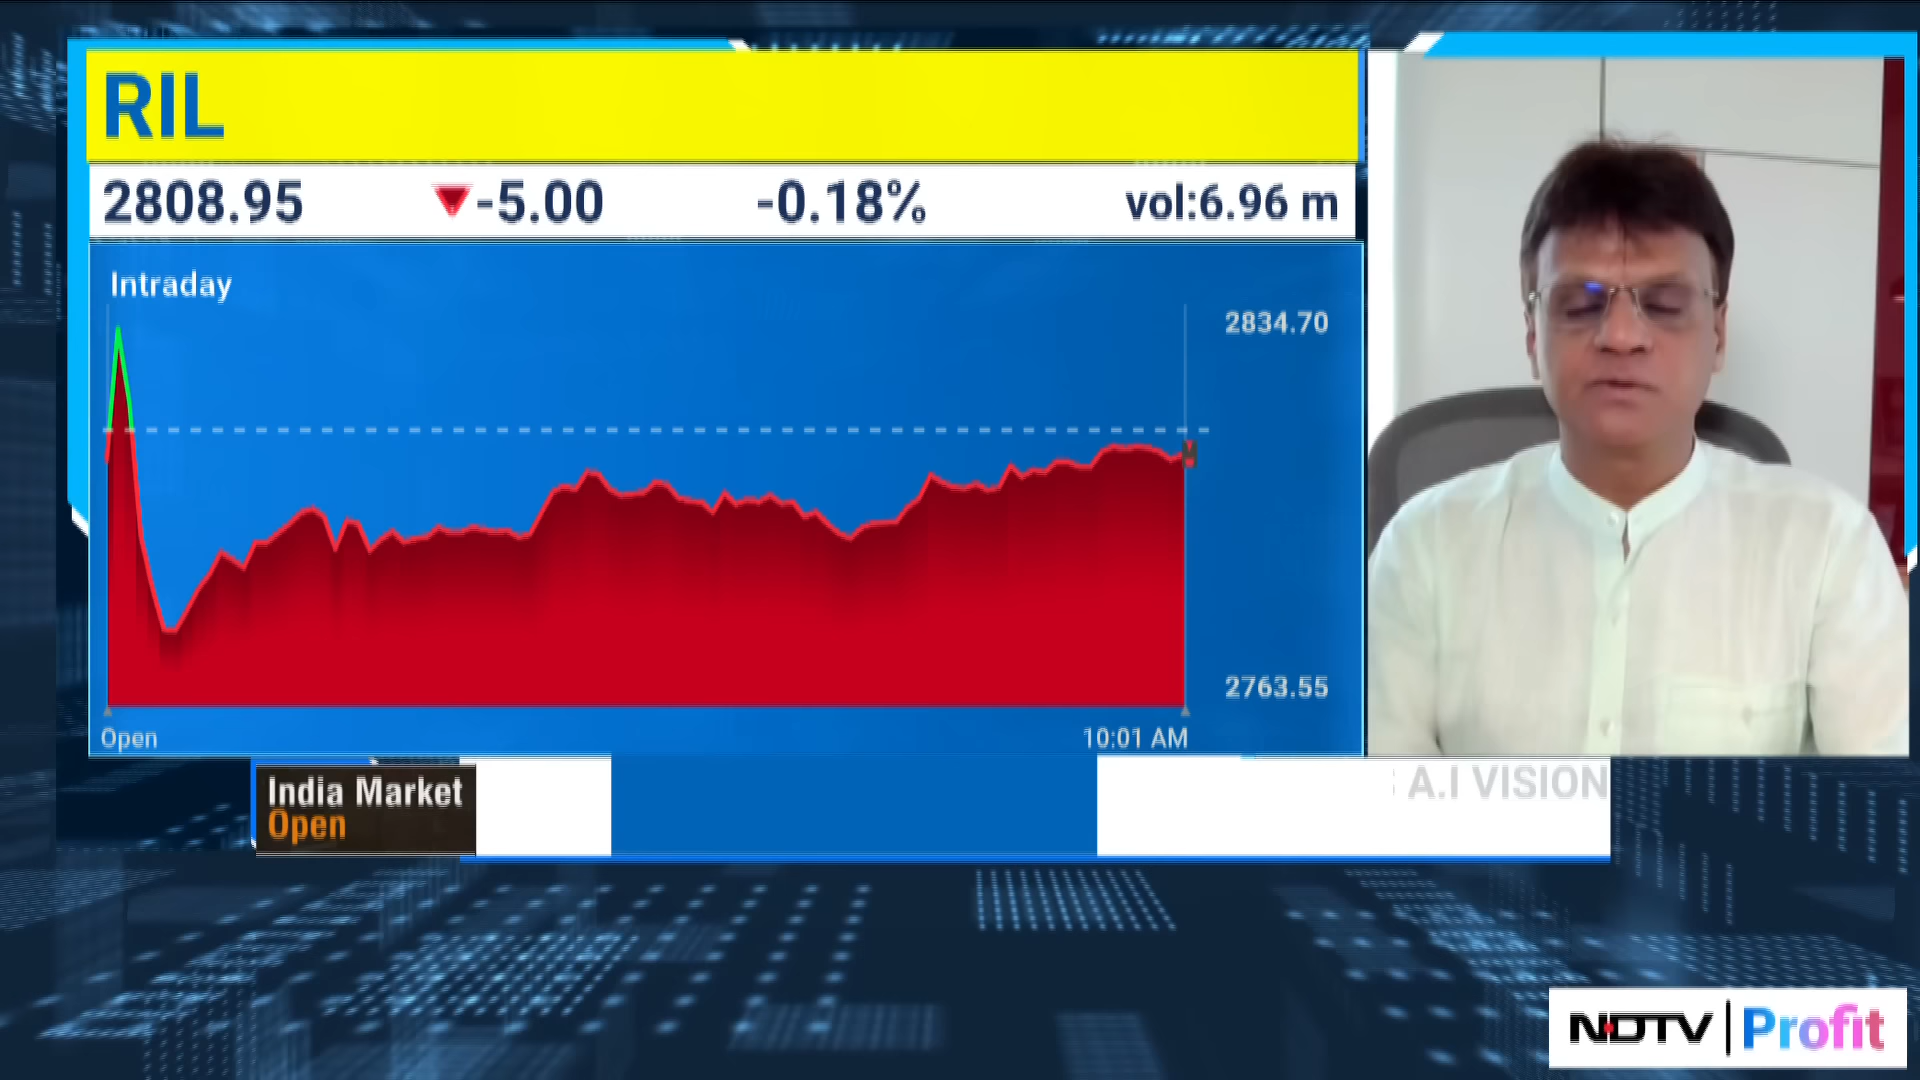 RIL
2808.95 -5.00 -0.18% vol:6.96 m
Intraday
2834.70
2763.55
Open 10:01 AM
India Market
Open
A.I VISION
NDTV Profit